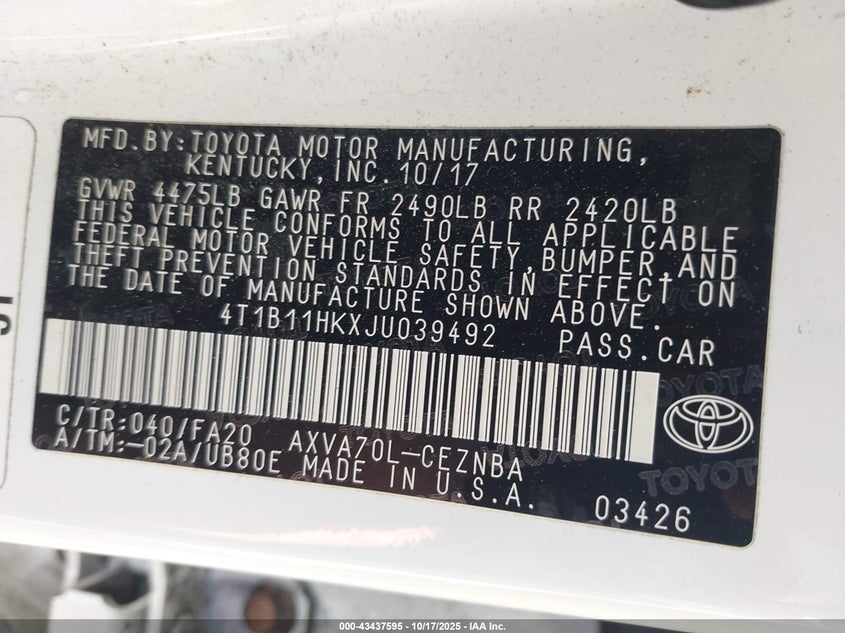 MFD.BY:TOYOTA MOTOR MANUFACTURING,
KENTUCKY,INC.10/17
GVWR 4475LB GAWR FR 2490LB RR 2420LB
THIS VEHICLE CONFORMS TO ALL APPLICABLE
FEDERAL MOTOR VEHICLE SAFETY,BUMPER,AND
THEFT PREVENTION STANDARDS IN EFFECT ON
THE DATE OF MANUFACTURE SHOWN ABOVE.
4T1B11HKXJU039492 PASS.CAR
C/TR:040/FA20 AXVA70L-CEZNBA
A/TM:-02A/UB80E MADE IN U.S.A.
TOYOTA
03426
000-43437595 - 10/17/2025 - IAA Inc.